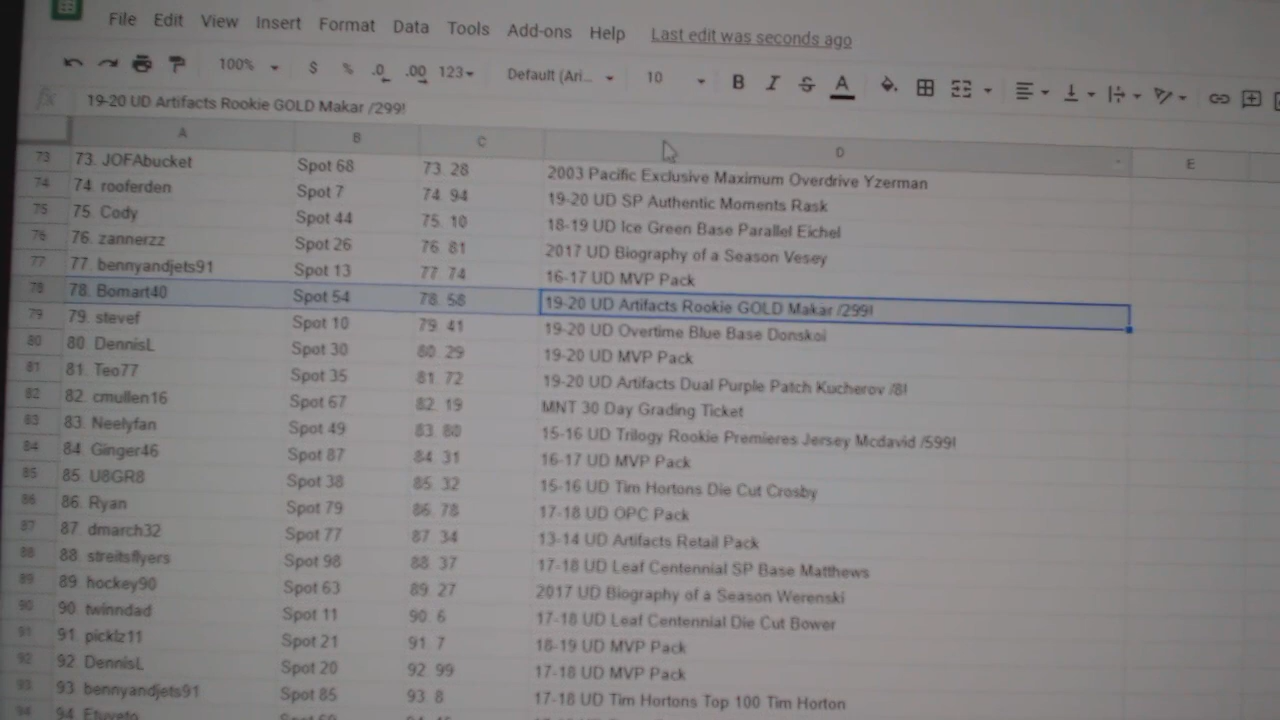 File Edit View Insert Format Data Tools Add-ons Help Last edit was seconds ago
100% $ % .0 .00 123 Default (Ari... 10 B I S A
fx 19-20 UD Artifacts Rookie GOLD Makar /299!
A B C D E
73 73. JOFAbucket Spot 68 73. 28 2003 Pacific Exclusive Maximum Overdrive Yzerman
74 74. rooferden Spot 7 74. 94 19-20 UD SP Authentic Moments Rask
75 75. Cody Spot 44 75. 10 18-19 UD Ice Green Base Parallel Eichel
76 76. zannerzz Spot 26 76. 81 2017 UD Biography of a Season Vesey
77 77. bennyandjets91 Spot 13 77. 74 16-17 UD MVP Pack
78 78. Bomart40 Spot 54 78. 58 19-20 UD Artifacts Rookie GOLD Makar /299!
79 79. stevef Spot 10 79. 41 19-20 UD Overtime Blue Base Donskoi
80 80. DennisL Spot 30 80. 29 19-20 UD MVP Pack
81 81. Teo77 Spot 35 81. 72 19-20 UD Artifacts Dual Purple Patch Kucherov /8!
82 82. cmullen16 Spot 67 82. 19 MNT 30 Day Grading Ticket
83 83. Neelyfan Spot 49 83. 80 15-16 UD Trilogy Rookie Premieres Jersey Mcdavid /599!
84 84. Ginger46 Spot 87 84. 31 16-17 UD MVP Pack
85 85. U8GR8 Spot 38 85. 32 15-16 UD Tim Hortons Die Cut Crosby
86 86. Ryan Spot 79 86. 78 17-18 UD OPC Pack
87 87. dmarch32 Spot 77 87. 34 13-14 UD Artifacts Retail Pack
88 88. streitsflyers Spot 98 88. 37 17-18 UD Leaf Centennial SP Base Matthews
89 89. hockey90 Spot 63 89. 27 2017 UD Biography of a Season Werenski
90 90. twinndad Spot 11 90. 6 17-18 UD Leaf Centennial Die Cut Bower
91 91. picklz11 Spot 21 91. 7 18-19 UD MVP Pack
92 92. DennisL Spot 20 92. 99 17-18 UD MVP Pack
93 93. bennyandjets91 Spot 85 93. 8 17-18 UD Tim Hortons Top 100 Tim Horton
94 94.